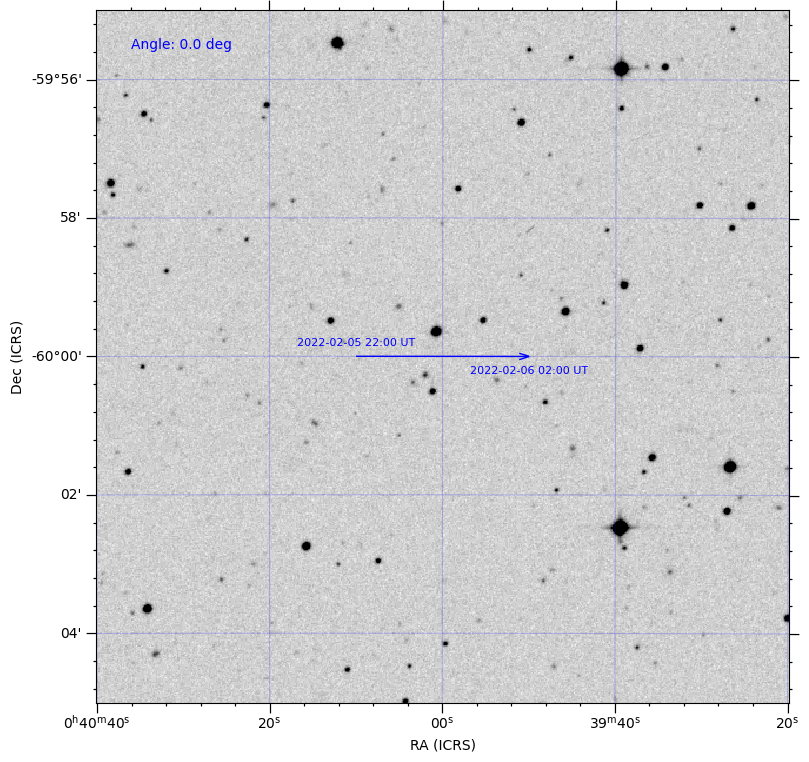 Angle: 0.0 deg
-59°56'
58'
2022-02-05 22:00 UT
-60°00'
2022-02-06 02:00 UT
02'
04'
0ʰ40ᵐ40ˢ 20ˢ 00ˢ 39ᵐ40ˢ 20ˢ
RA (ICRS)
Dec (ICRS)